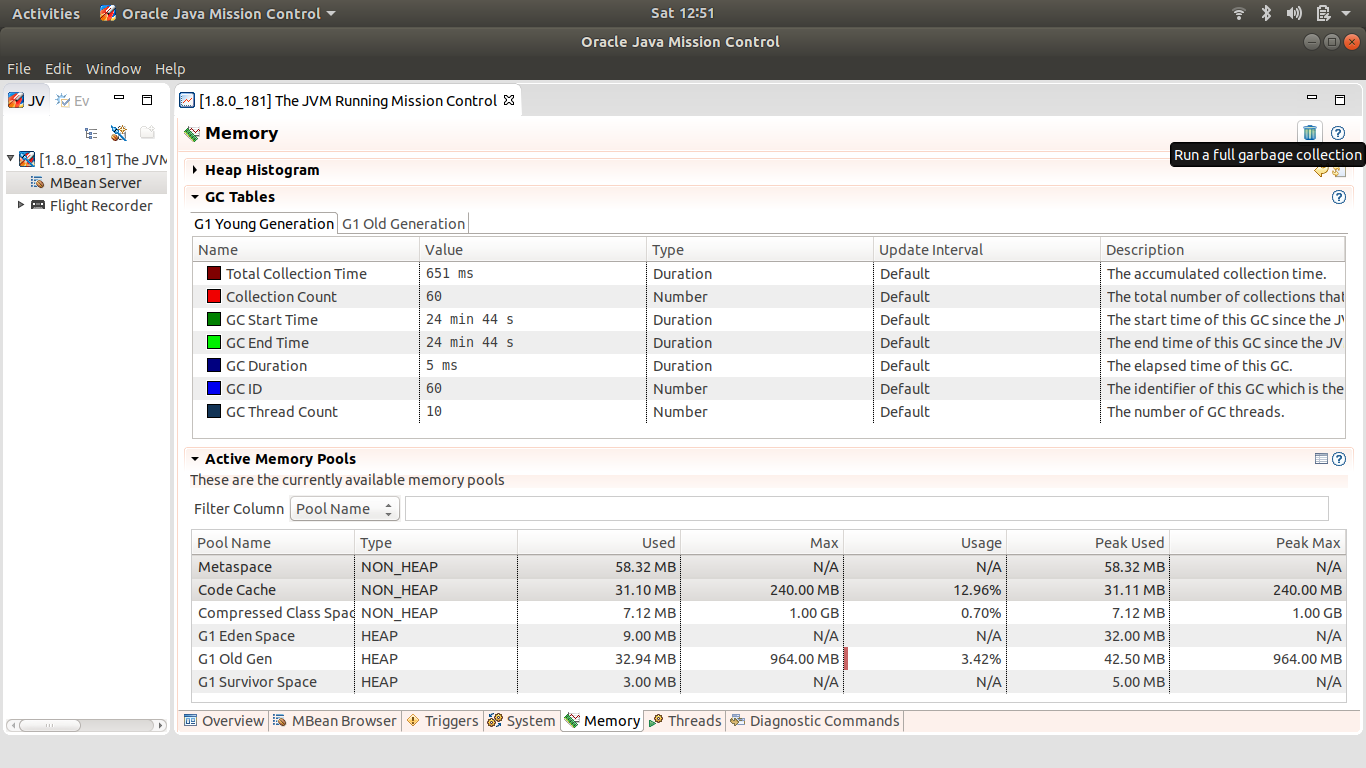 Activities Oracle Java Mission Control Sat 12:51
Oracle Java Mission Control
File Edit Window Help
JV Ev [1.8.0_181] The JVM Running Mission Control
Memory
Run a full garbage collection
[1.8.0_181] The JVM
MBean Server
Flight Recorder
Heap Histogram
GC Tables
G1 Young Generation G1 Old Generation
Name Value Type Update Interval Description
Total Collection Time 651 ms Duration Default The accumulated collection time.
Collection Count 60 Number Default The total number of collections that
GC Start Time 24 min 44 s Duration Default The start time of this GC since the JV
GC End Time 24 min 44 s Duration Default The end time of this GC since the JV
GC Duration 5 ms Duration Default The elapsed time of this GC.
GC ID 60 Number Default The identifier of this GC which is the
GC Thread Count 10 Number Default The number of GC threads.
Active Memory Pools
These are the currently available memory pools
Filter Column Pool Name
Pool Name Type Used Max Usage Peak Used Peak Max
Metaspace NON_HEAP 58.32 MB N/A N/A 58.32 MB N/A
Code Cache NON_HEAP 31.10 MB 240.00 MB 12.96% 31.11 MB 240.00 MB
Compressed Class Spac NON_HEAP 7.12 MB 1.00 GB 0.70% 7.12 MB 1.00 GB
G1 Eden Space HEAP 9.00 MB N/A N/A 32.00 MB N/A
G1 Old Gen HEAP 32.94 MB 964.00 MB 3.42% 42.50 MB 964.00 MB
G1 Survivor Space HEAP 3.00 MB N/A N/A 5.00 MB N/A
Overview MBean Browser Triggers System Memory Threads Diagnostic Commands